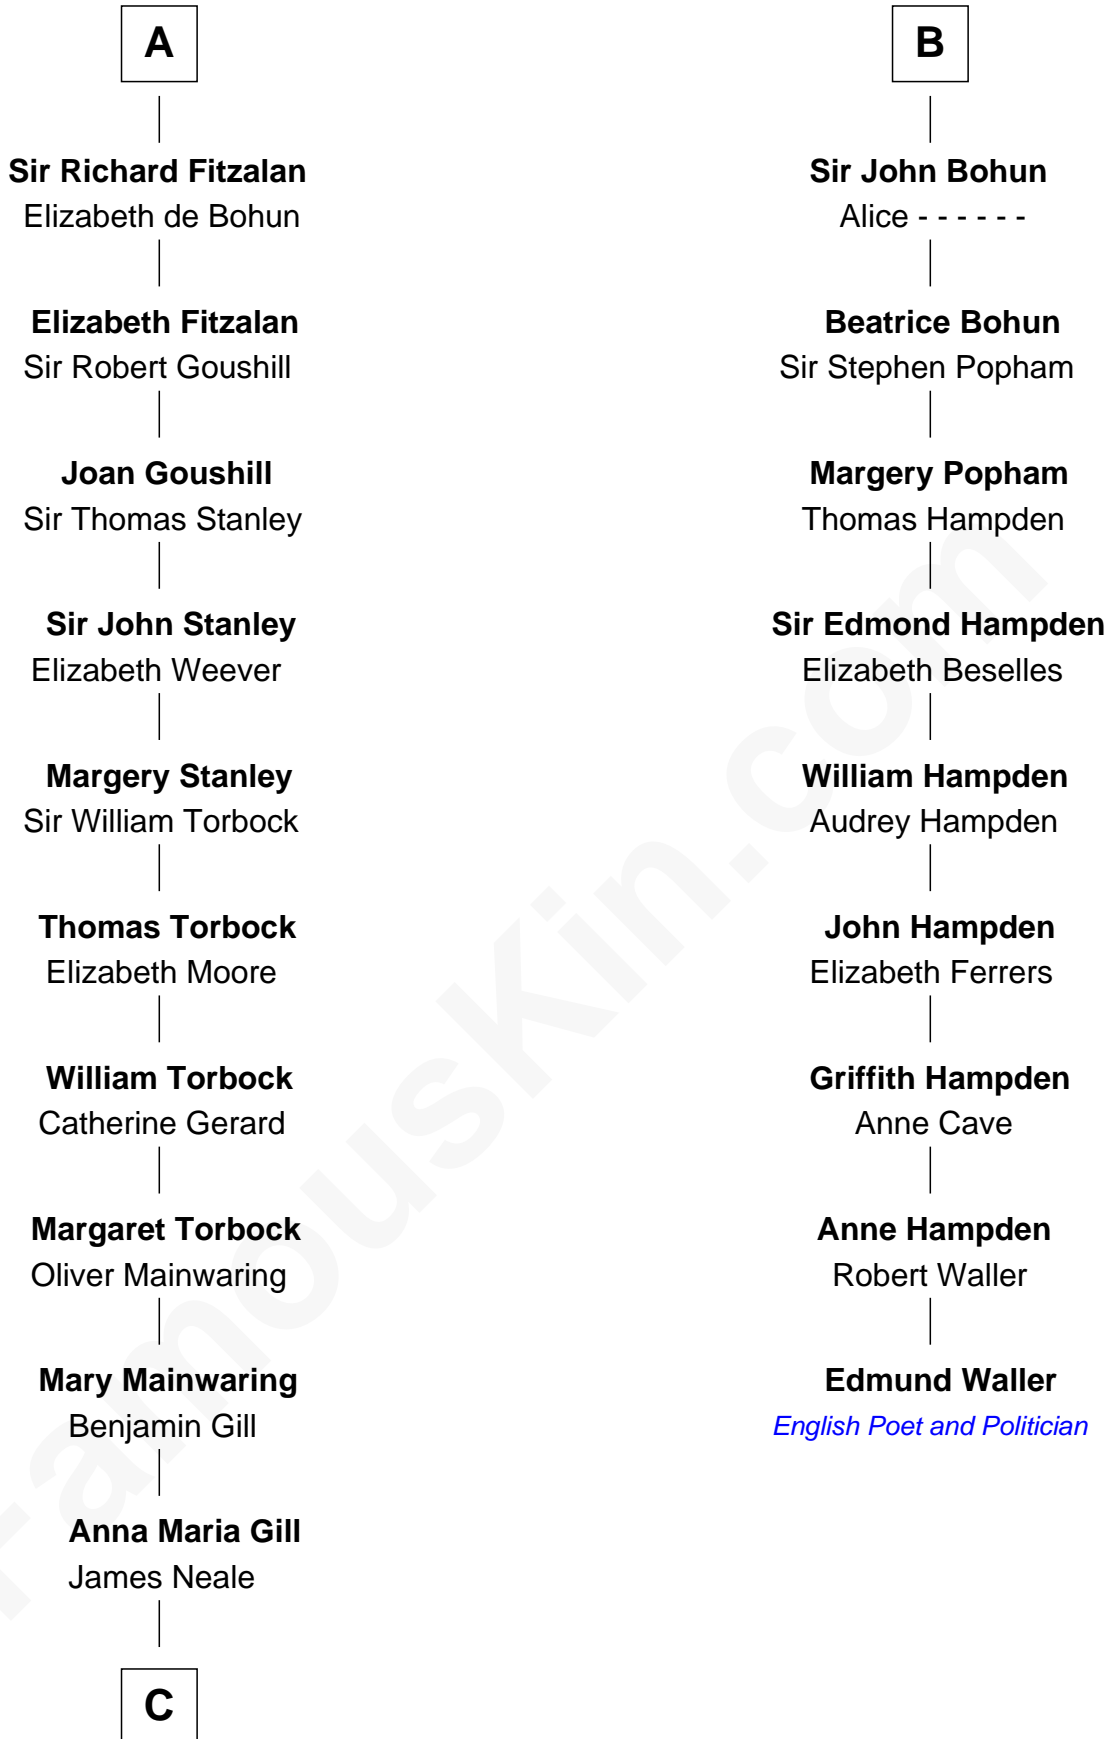 A
Sir Richard Fitzalan
Elizabeth de Bohun
Elizabeth Fitzalan
Sir Robert Goushill
Joan Goushill
Sir Thomas Stanley
Sir John Stanley
Elizabeth Weever
Margery Stanley
Sir William Torbock
Thomas Torbock
Elizabeth Moore
William Torbock
Catherine Gerard
Margaret Torbock
Oliver Mainwaring
Mary Mainwaring
Benjamin Gill
Anna Maria Gill
James Neale
C
B
Sir John Bohun
Alice - - - - - -
Beatrice Bohun
Sir Stephen Popham
Margery Popham
Thomas Hampden
Sir Edmond Hampden
Elizabeth Beselles
William Hampden
Audrey Hampden
John Hampden
Elizabeth Ferrers
Griffith Hampden
Anne Cave
Anne Hampden
Robert Waller
Edmund Waller
English Poet and Politician
FamousKin.com